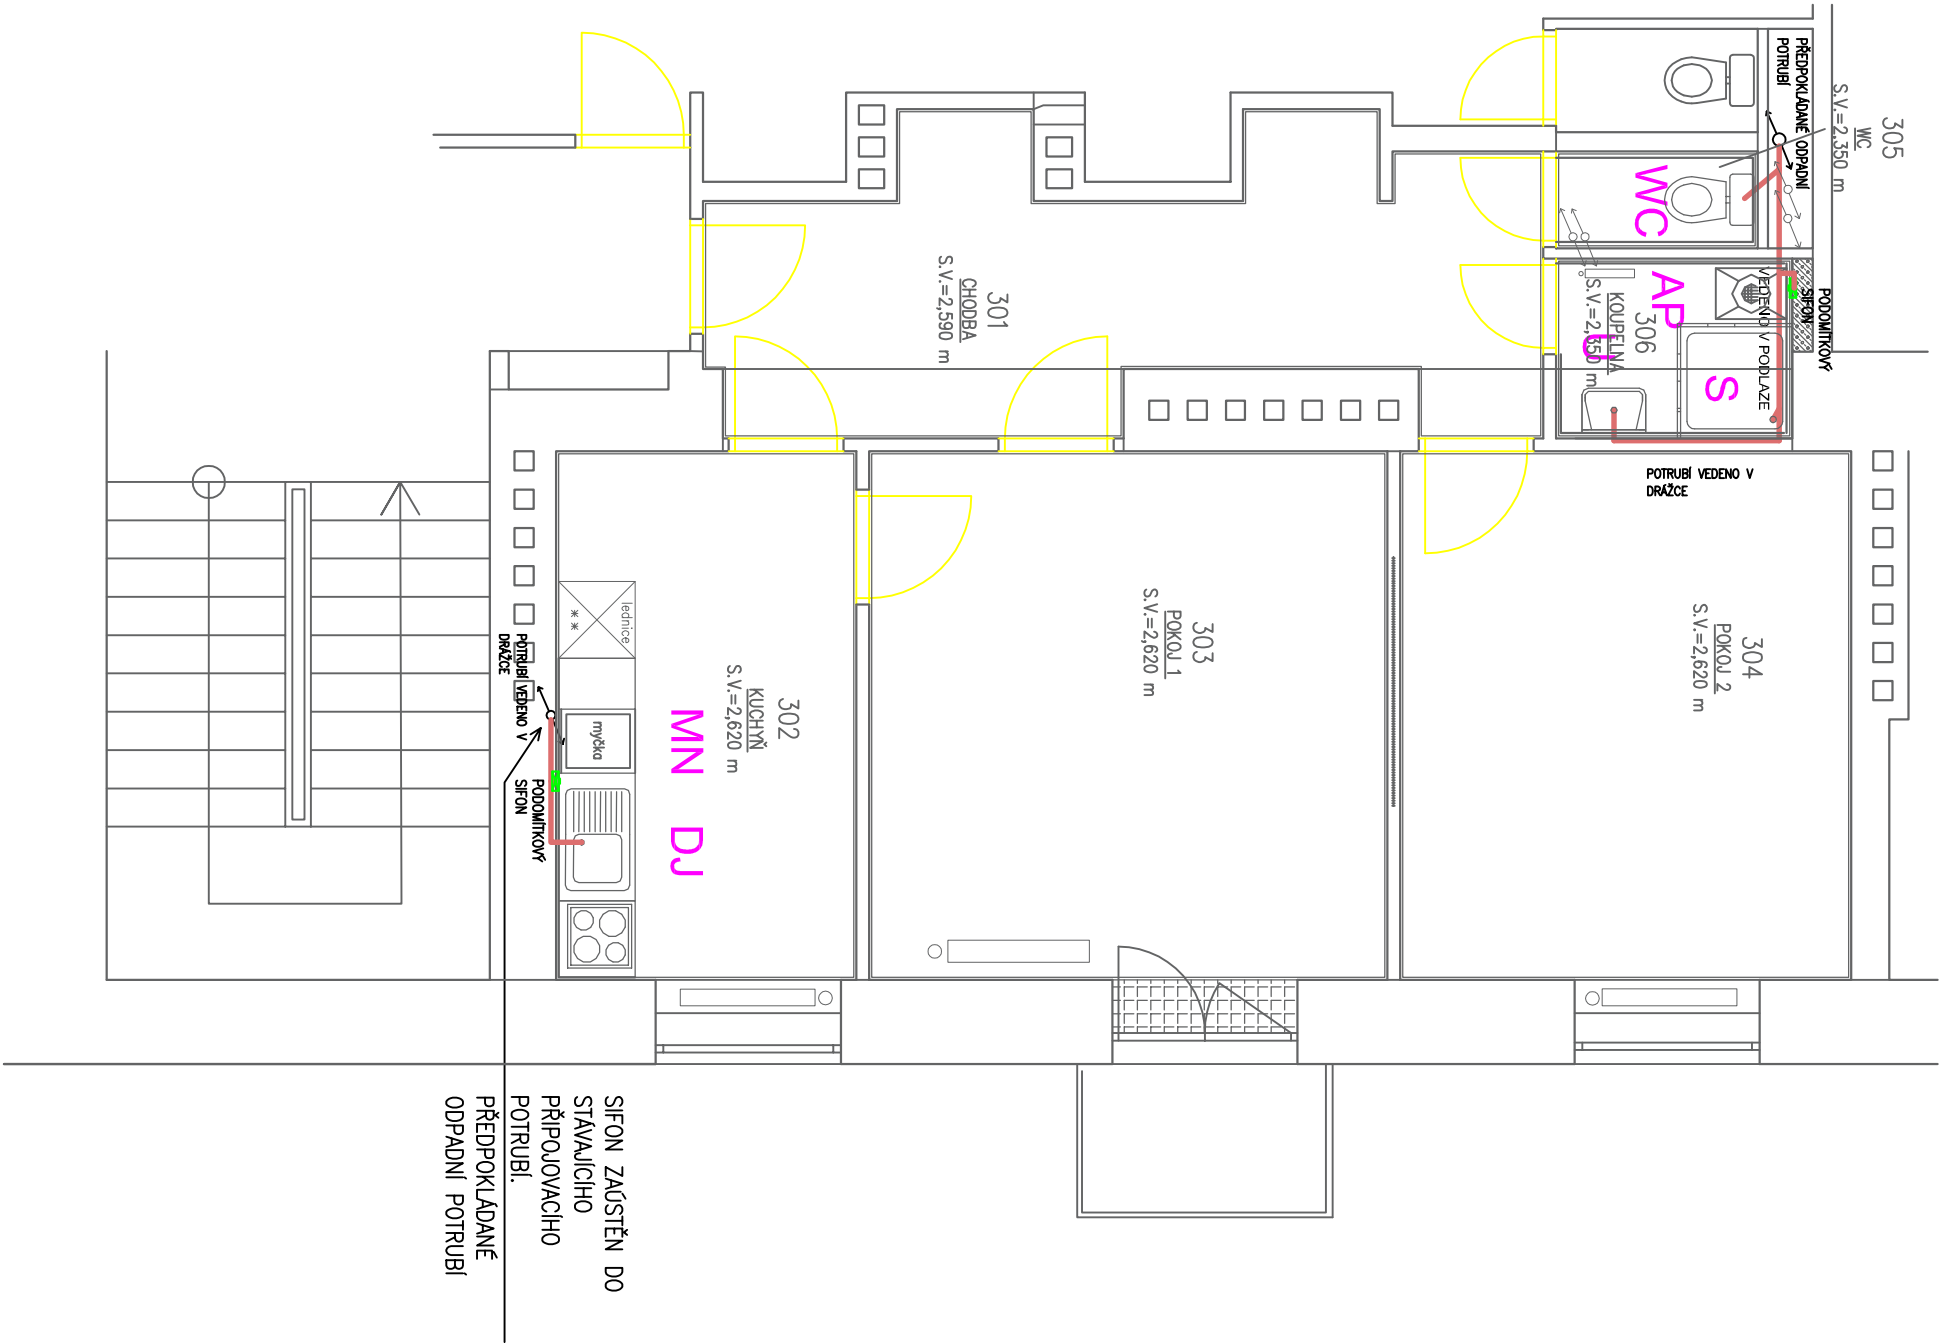 305
WC
S.V.=2,350 m
PŘEDPOKLÁDANÉ ODPADNÍ
POTRUBÍ
WC
PODOMÍTKOVÝ
SIFON
VEDENO V PODLAZE
AP
306
KOUPELNA
S.V.=2,350 m
U
S
POTRUBÍ VEDENO V
DRÁŽCE
301
CHODBA
S.V.=2,590 m
304
POKOJ 2
S.V.=2,620 m
303
POKOJ 1
S.V.=2,620 m
302
KUCHYŇ
S.V.=2,620 m
MN DJ
lednice
**
myčka
POTRUBÍ VEDENO V
DRÁŽCE
PODOMÍTKOVÝ
SIFON
SIFON ZAÚSTĚN DO
STÁVAJÍCÍHO
PŘIPOJOVACÍHO
POTRUBÍ.
PŘEDPOKLÁDANÉ
ODPADNÍ POTRUBÍ